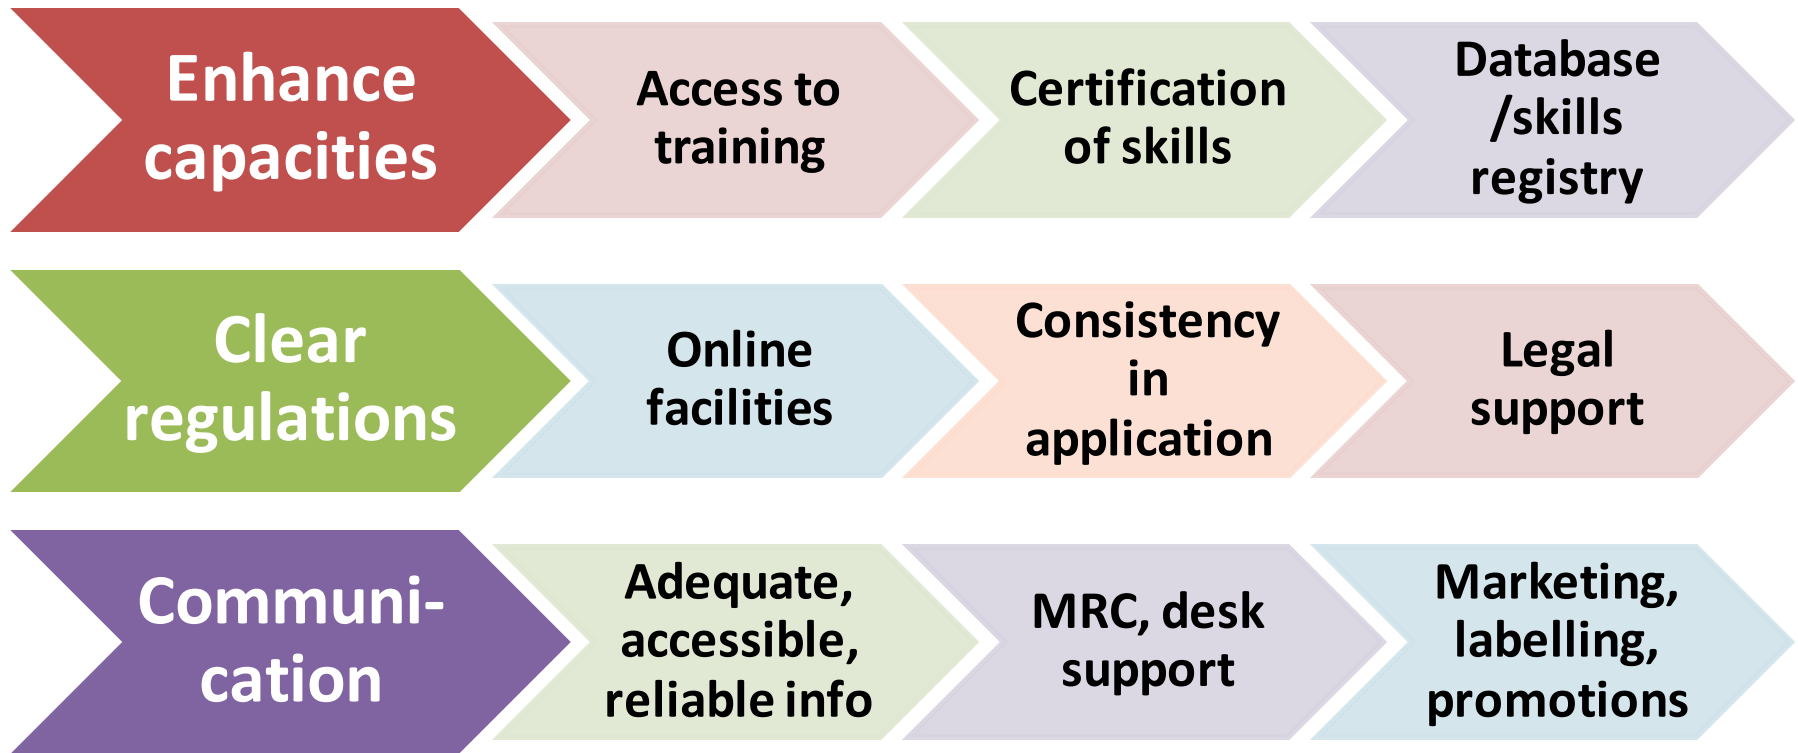 Enhance
capacities
Access to
training
Certification
of skills
Database
/skills
registry
Clear
regulations
Online
facilities
Consistency
in
application
Legal
support
Communi-
cation
Adequate,
accessible,
reliable info
MRC, desk
support
Marketing,
labelling,
promotions